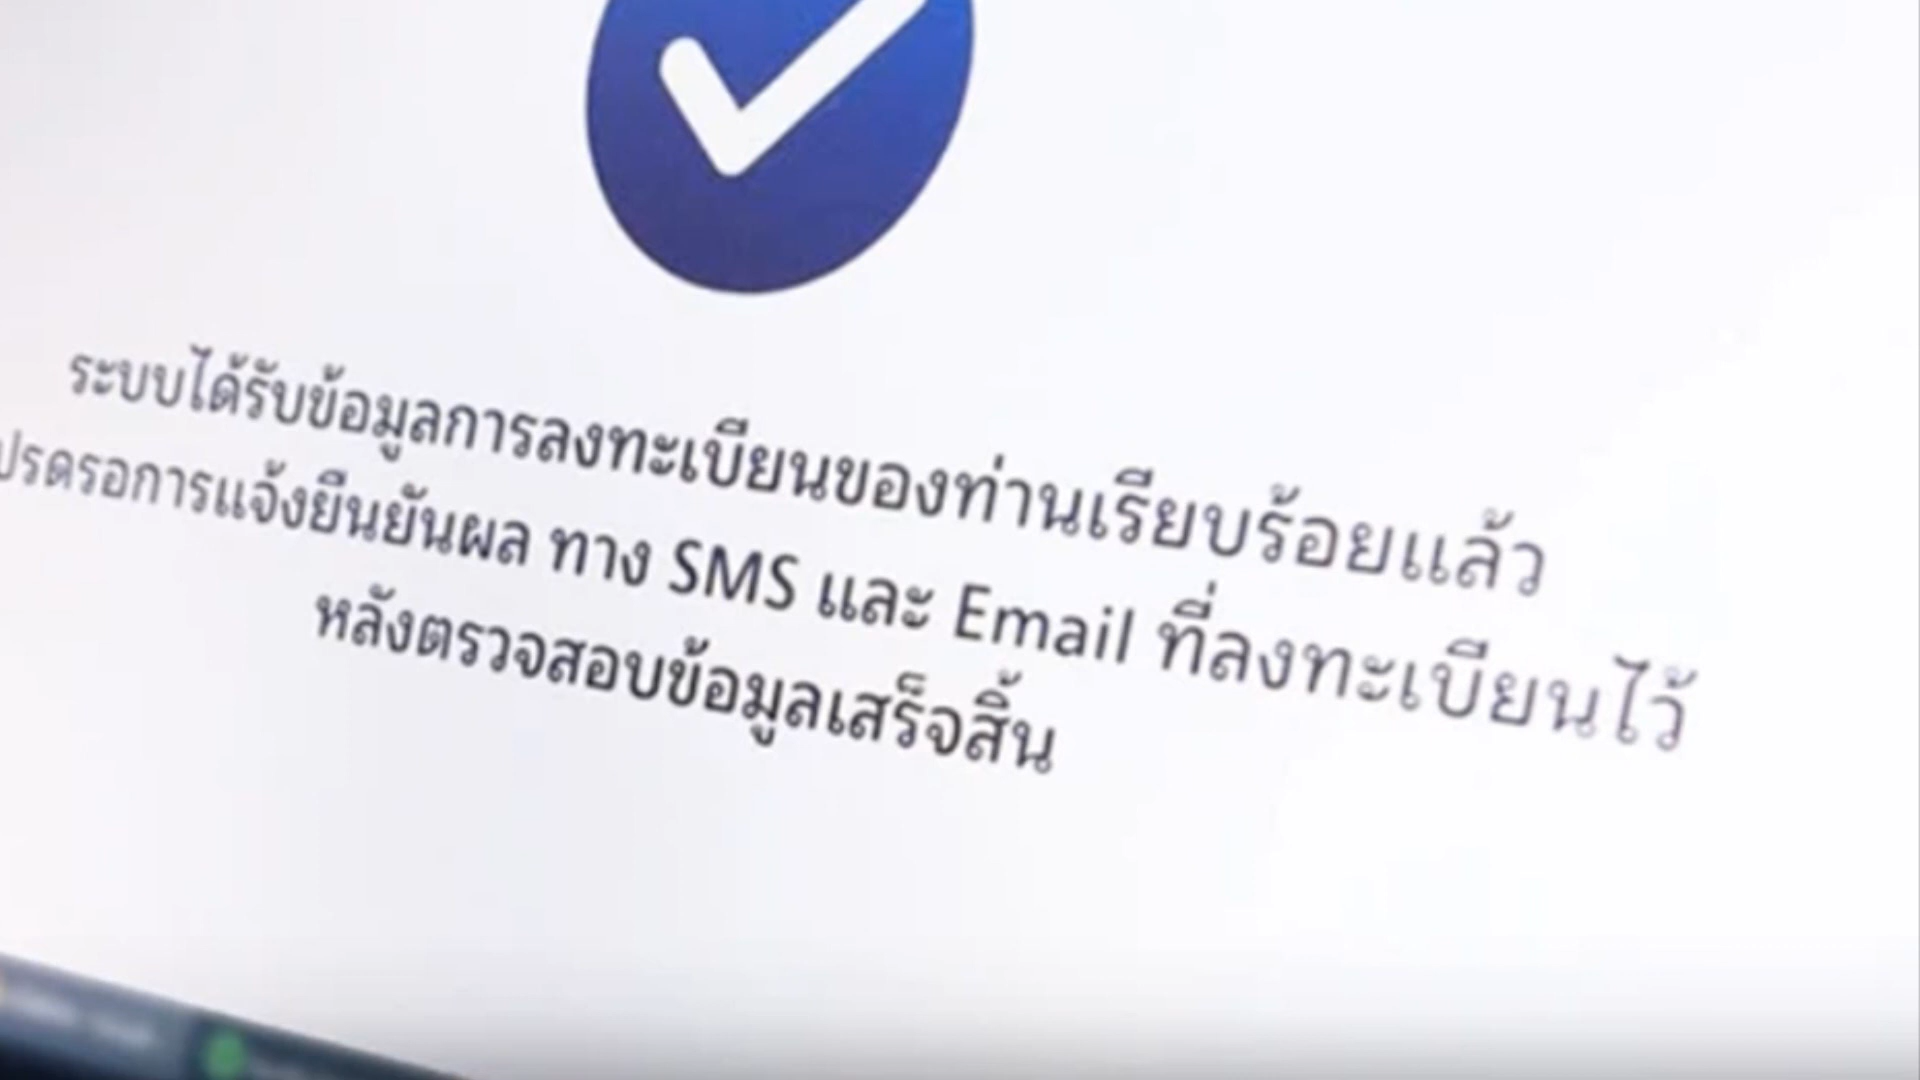 ระบบได้รับข้อมูลการลงทะเบียนของท่านเรียบร้อยแล้ว
ปรดรอการแจ้งยืนยันผล ทาง SMS และ Email ที่ลงทะเบียนไว้
หลังตรวจสอบข้อมูลเสร็จสิ้น